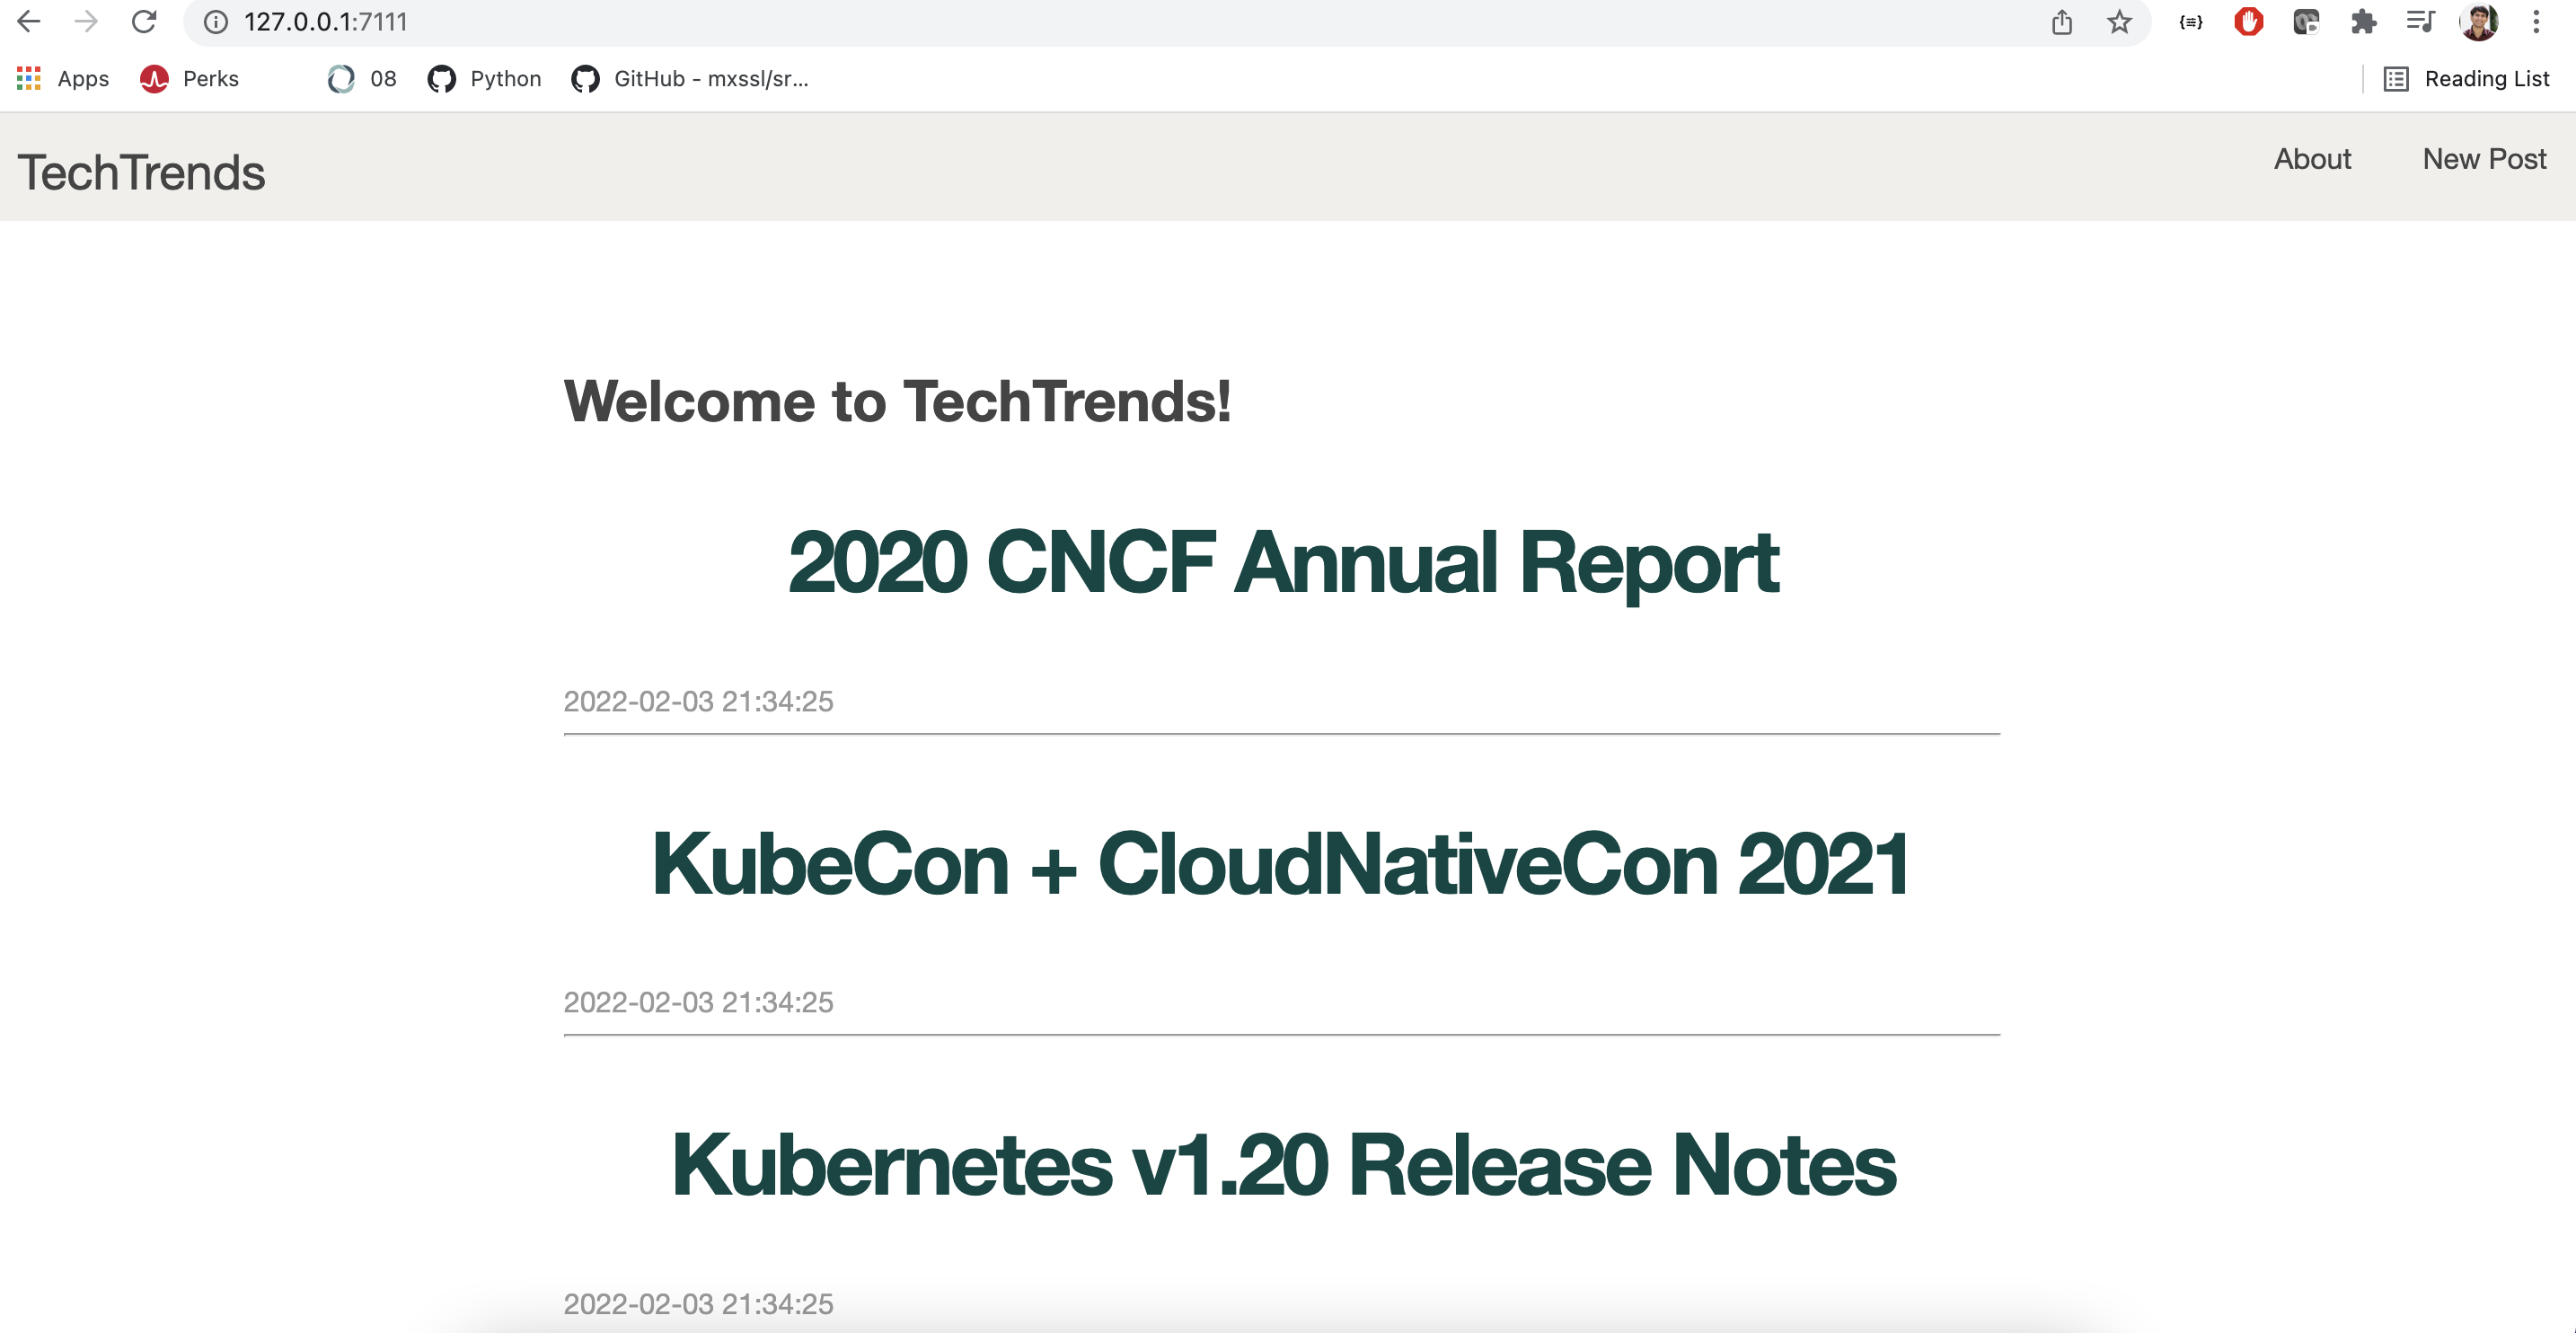 127.0.0.1:7111
Apps Perks 08 Python GitHub - mxssl/sr... Reading List
TechTrends About New Post
Welcome to TechTrends!
2020 CNCF Annual Report
2022-02-03 21:34:25
KubeCon + CloudNativeCon 2021
2022-02-03 21:34:25
Kubernetes v1.20 Release Notes
2022-02-03 21:34:25